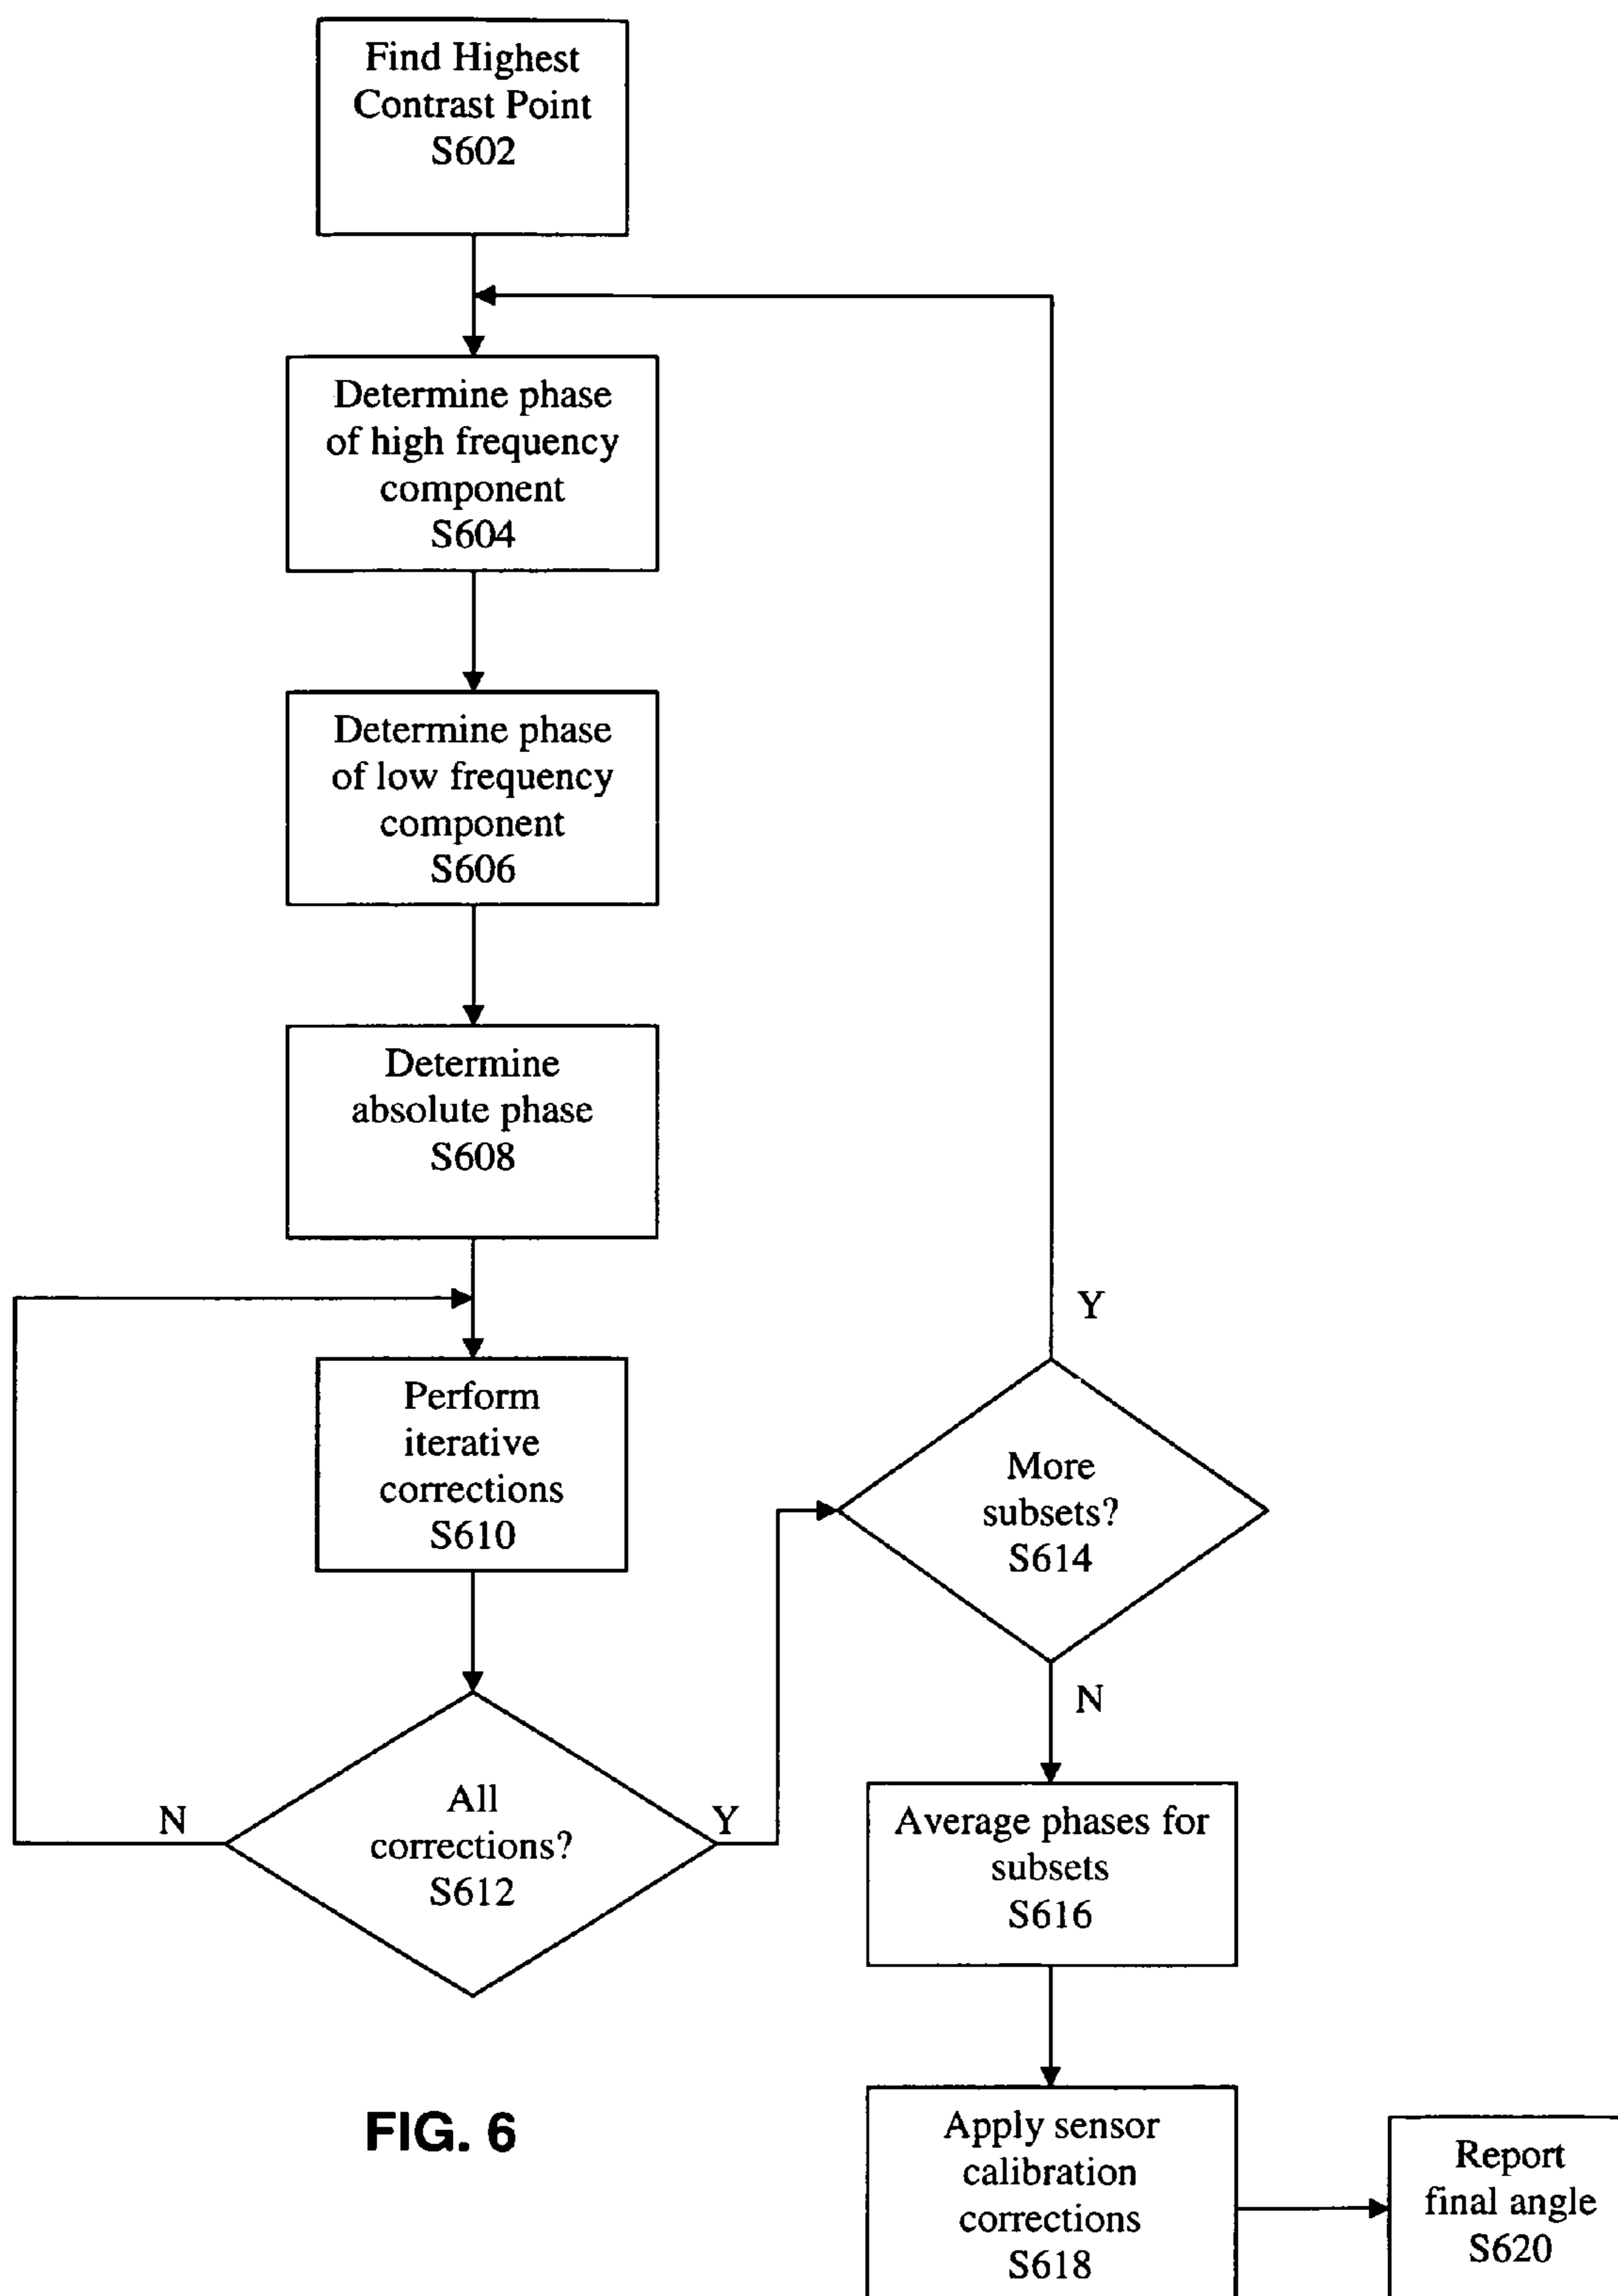 Find Highest
Contrast Point
S602
Determine phase
of high frequency
component
S604
Determine phase
of low frequency
component
S606
Determine
absolute phase
S608
Perform
iterative
corrections
S610
N
All
corrections?
S612
Y
Y
More
subsets?
S614
N
Average phases for
subsets
S616
Apply sensor
calibration
corrections
S618
Report
final angle
S620
FIG. 6